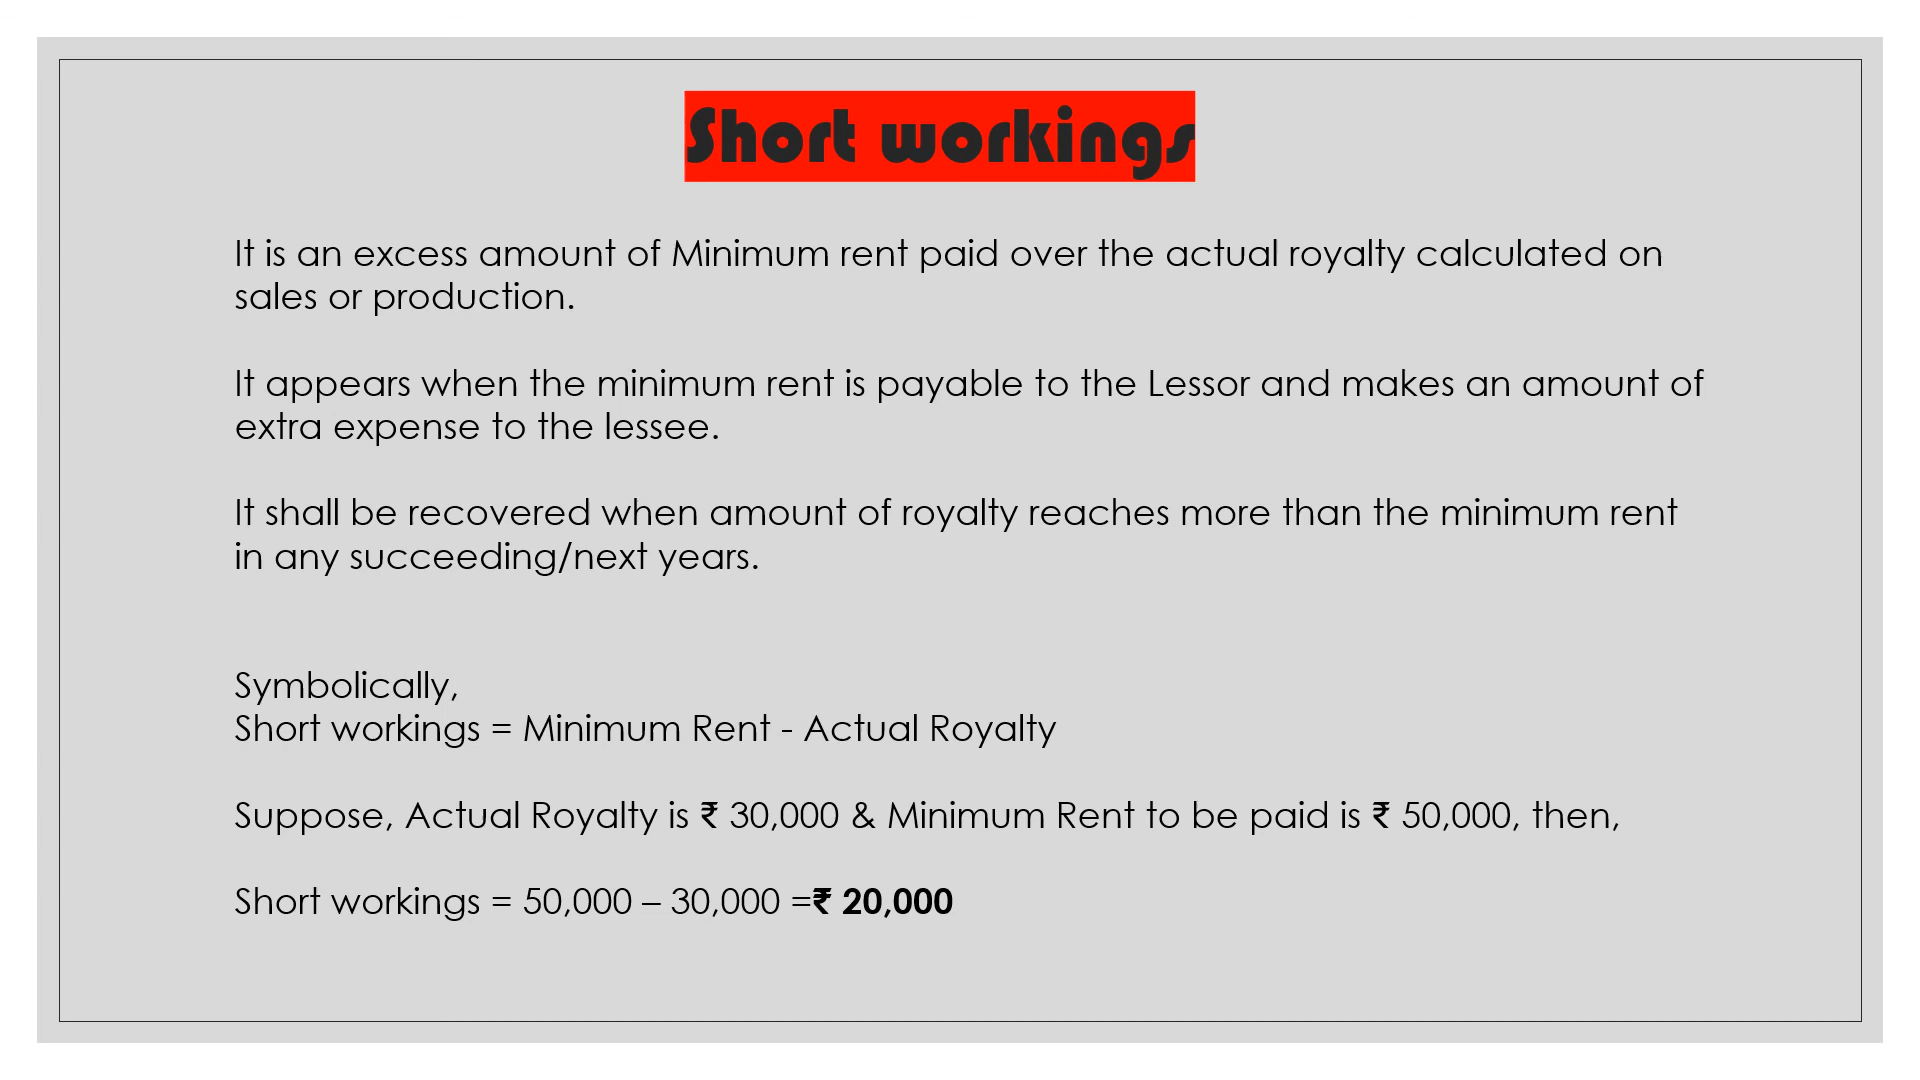 Short workings
It is an excess amount of Minimum rent paid over the actual royalty calculated on
sales or production.
It appears when the minimum rent is payable to the Lessor and makes an amount of
extra expense to the lessee.
It shall be recovered when amount of royalty reaches more than the minimum rent
in any succeeding/next years.
Symbolically,
Short workings = Minimum Rent - Actual Royalty
Suppose, Actual Royalty is ₹ 30,000 & Minimum Rent to be paid is ₹ 50,000, then,
Short workings = 50,000 – 30,000 =₹ 20,000